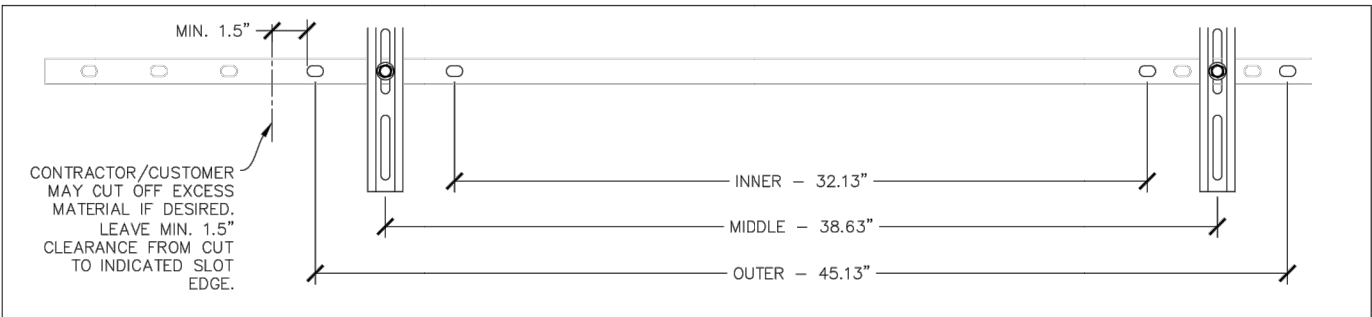 MIN. 1.5"
CONTRACTOR/CUSTOMER
MAY CUT OFF EXCESS
MATERIAL IF DESIRED.
LEAVE MIN. 1.5"
CLEARANCE FROM CUT
TO INDICATED SLOT
EDGE.
INNER – 32.13"
MIDDLE – 38.63"
OUTER – 45.13"